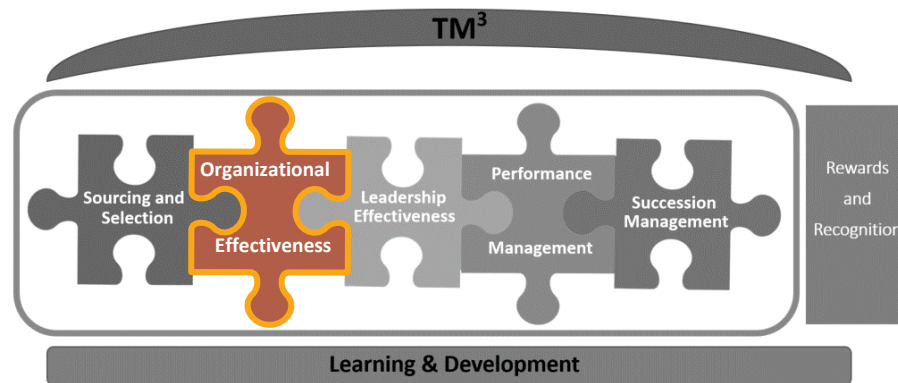 TM³
Sourcing and
Selection
Organizational
Effectiveness
Leadership
Effectiveness
Performance
Management
Succession
Management
Rewards
and
Recognition
Learning & Development